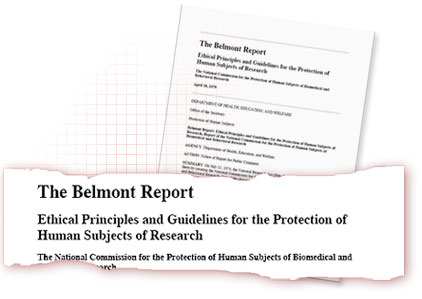 The Belmont Report
Ethical Principles and Guidelines for the Protection of
Human Subjects of Research
The National Commission for the Protection of Human Subjects of Biomedical and
Behavioral Research
April 18, 1979
DEPARTMENT OF HEALTH, EDUCATION, AND WELFARE
Office of the Secretary
Protection of Human Subjects
Belmont Report: Ethical Principles and Guidelines for the Protection of Human Subjects of
Research, Report of the National Commission for the Protection of Human Subjects of
Biomedical and Behavioral Research
AGENCY: Department of Health, Education, and Welfare.
ACTION: Notice of Report for Public Comment.
SUMMARY: On July 12, 1974, the National Research
The Belmont Report
Ethical Principles and Guidelines for the Protection of
Human Subjects of Research
The National Commission for the Protection of Human Subjects of Biomedical and
Research